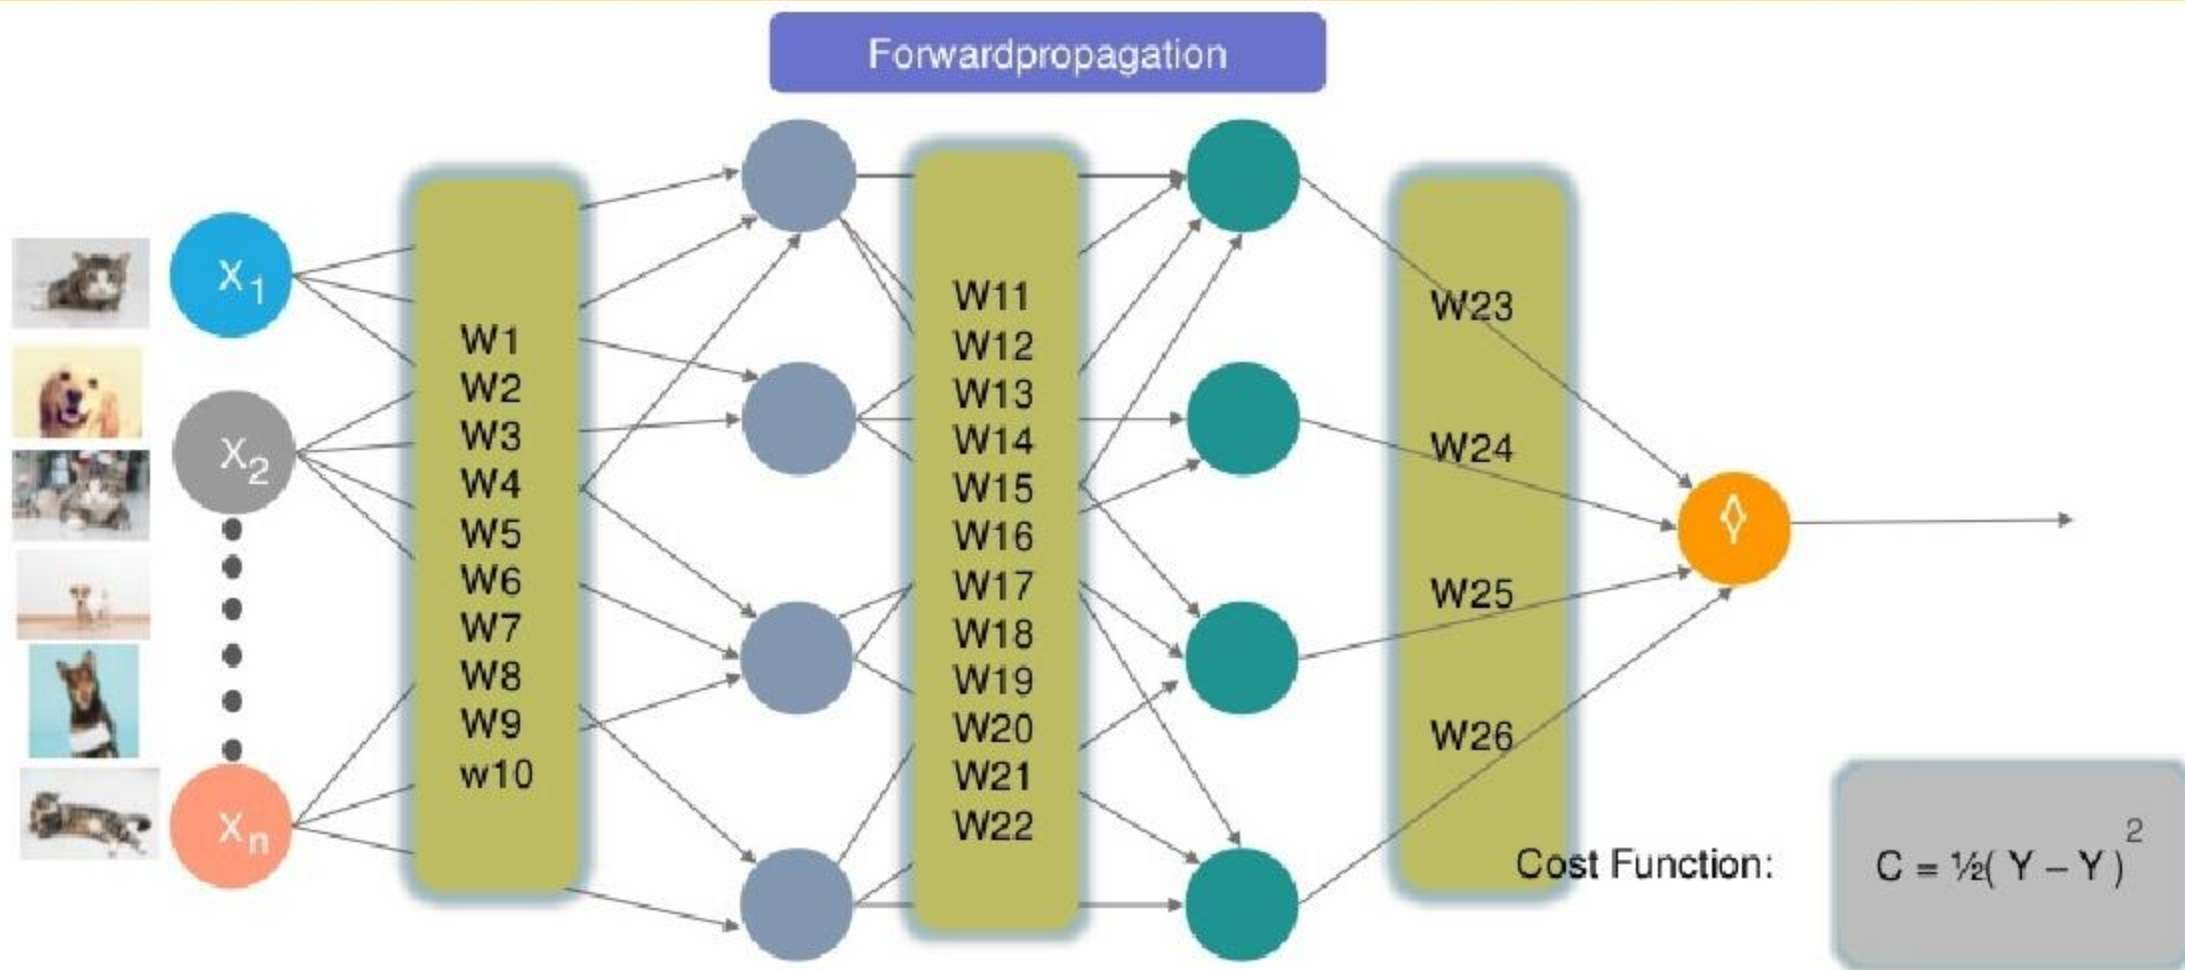 Forwardpropagation
X1
X2
Xn
W1
W2
W3
W4
W5
W6
W7
W8
W9
w10
W11
W12
W13
W14
W15
W16
W17
W18
W19
W20
W21
W22
W23
W24
W25
W26
Cost Function:
C = ½( Y – Y )2